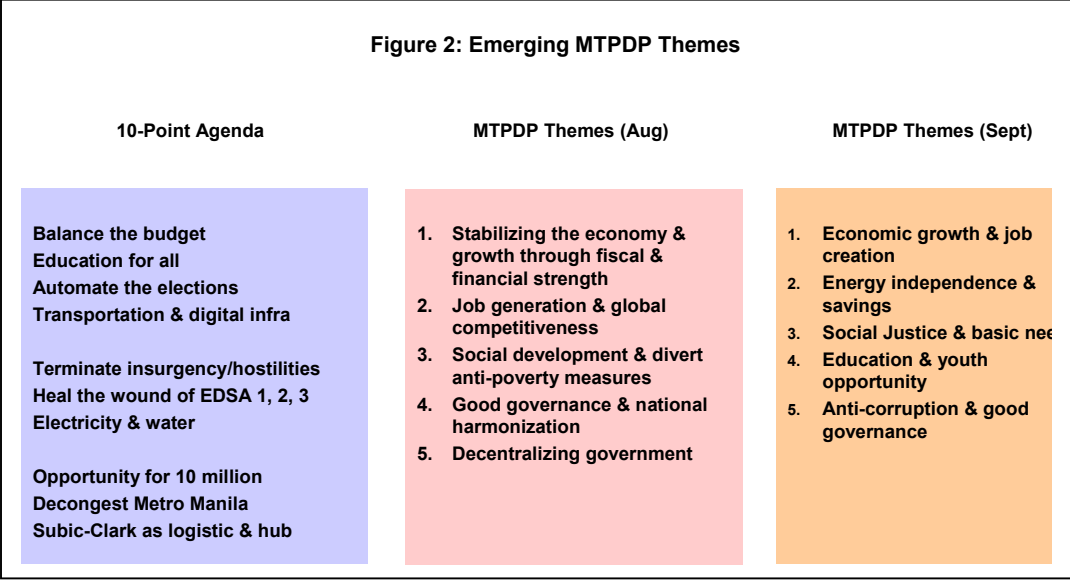 Figure 2: Emerging MTPDP Themes
10-Point Agenda
Balance the budget
Education for all
Automate the elections
Transportation & digital infra
Terminate insurgency/hostilities
Heal the wound of EDSA 1, 2, 3
Electricity & water
Opportunity for 10 million
Decongest Metro Manila
Subic-Clark as logistic & hub
MTPDP Themes (Aug)
1. Stabilizing the economy &
growth through fiscal &
financial strength
2. Job generation & global
competitiveness
3. Social development & divert
anti-poverty measures
4. Good governance & national
harmonization
5. Decentralizing government
MTPDP Themes (Sept)
1. Economic growth & job
creation
2. Energy independence &
savings
3. Social Justice & basic
4. Education & youth
opportunity
5. Anti-corruption & good
governance